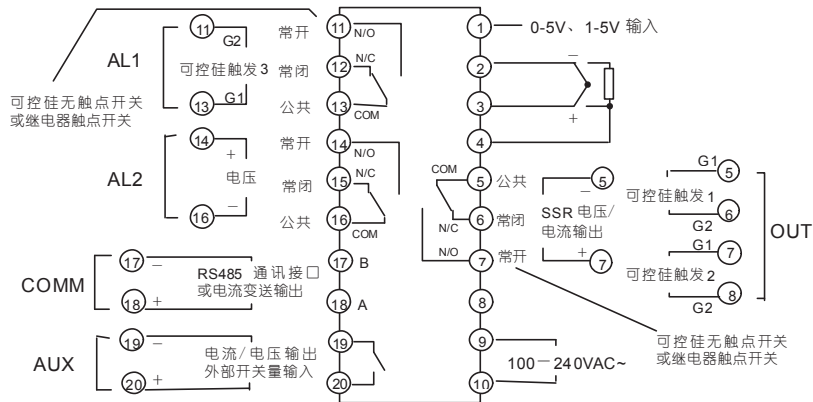 11 G2 常开 11 N/O 1 0-5V、1-5V 输入
AL1 可控硅触发 3 常闭 12 N/C 2 −
13 G1 公共 13 COM 3 +
可控硅无触点开关
或继电器触点开关
14 + 常开 14 N/O 4
AL2 电压 常闭 15 N/C COM 5 公共
16 − 公共 16 COM N/C 6 常闭
5 −
SSR 电压/
电流输出
+ 7
G1 5
可控硅触发1
G2 6
OUT
G1 7
可控硅触发2
G2 8
COMM 17 − RS485 通讯接口 17 B N/O 7 常开
18 + 或电流变送输出 18 A 8
AUX 19 − 电流/电压输出 19 9
20 + 外部开关量输入 20 10
100−240VAC~
可控硅无触点开关
或继电器触点开关